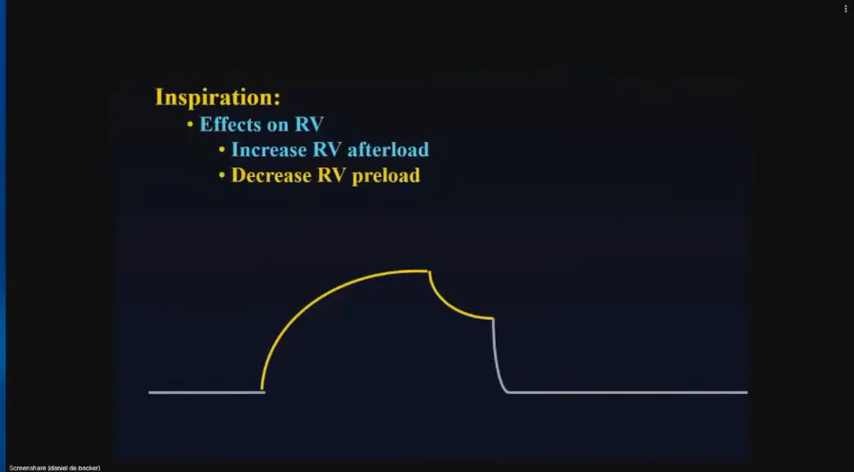 Inspiration:
• Effects on RV
• Increase RV afterload
• Decrease RV preload
Screenshare (daniel de backer)